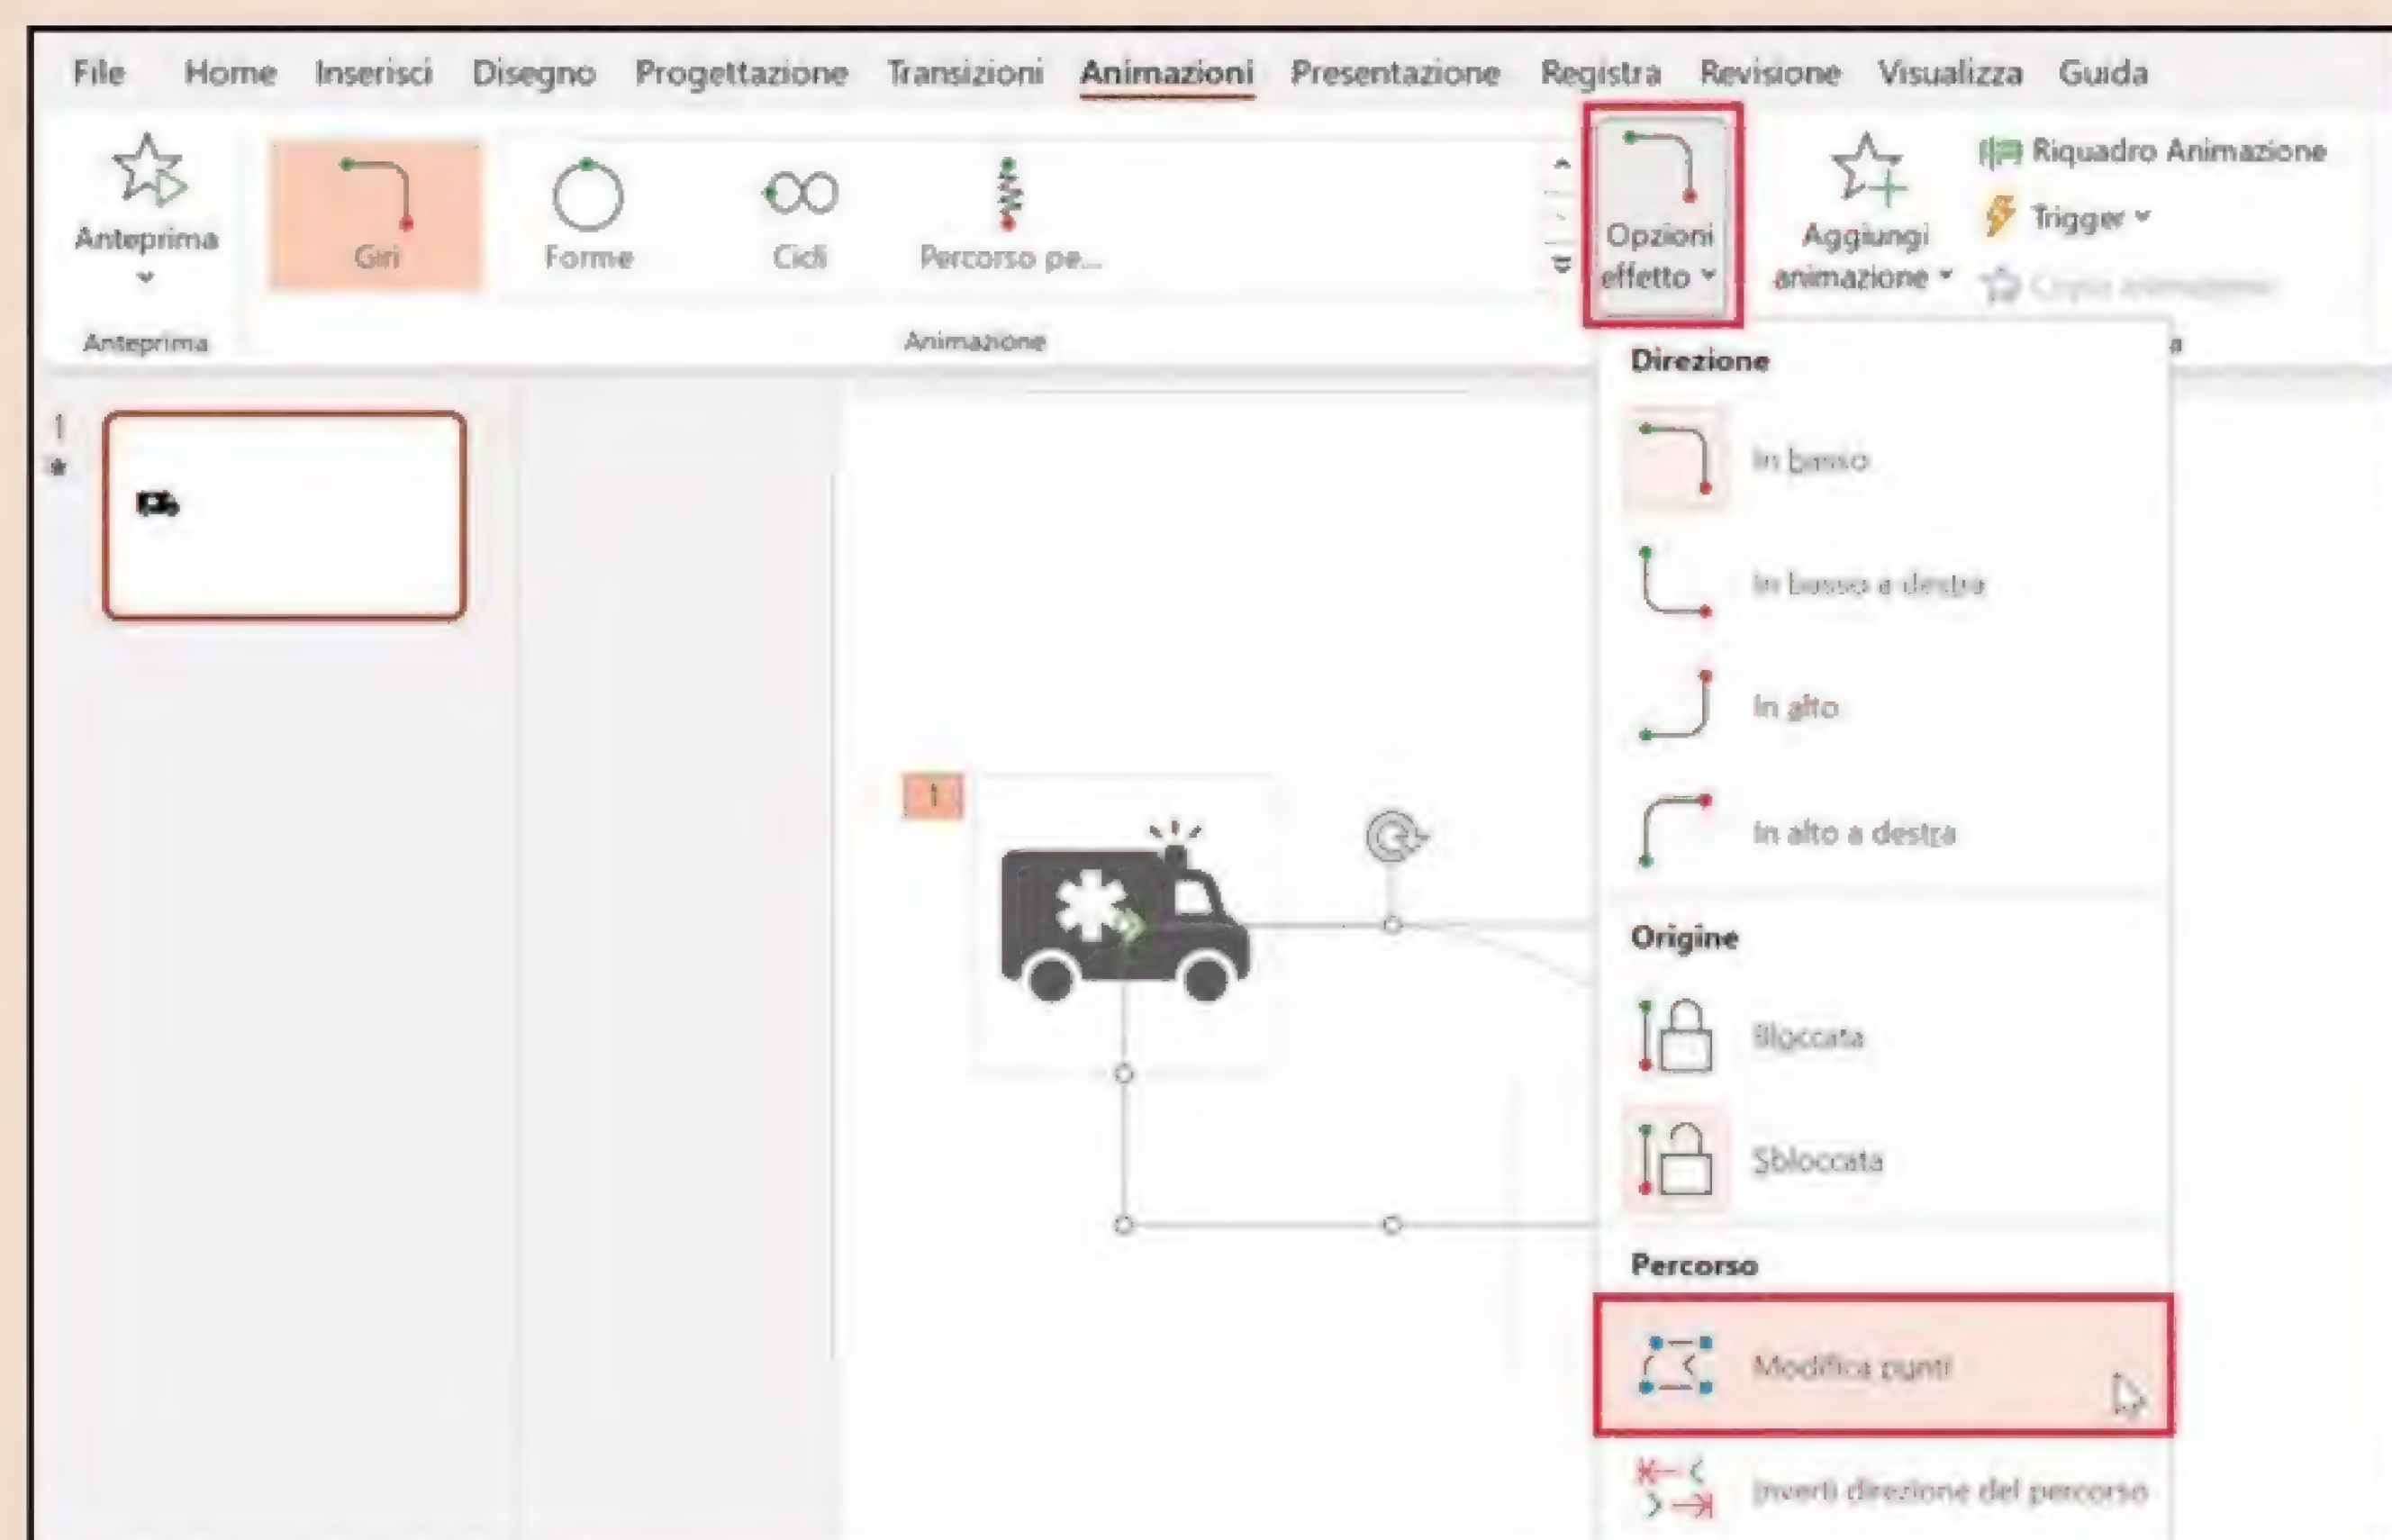 File Home Inserisci Disegno Progettazione Transizioni Animazioni Presentazione Registra Revisione Visualizza Guida
Anteprima
Giri
Forme
Cicli
Percorso pe...
Opzioni
effetto
Aggiungi
animazione
Riquadro Animazione
Trigger
Copia animazione
Anteprima
Animazione
a
Direzione
In basso
In basso a destra
In alto
In alto a destra
Origine
Bloccata
Sbloccata
Percorso
Modifica punti
Inverti direzione del percorso
1
1